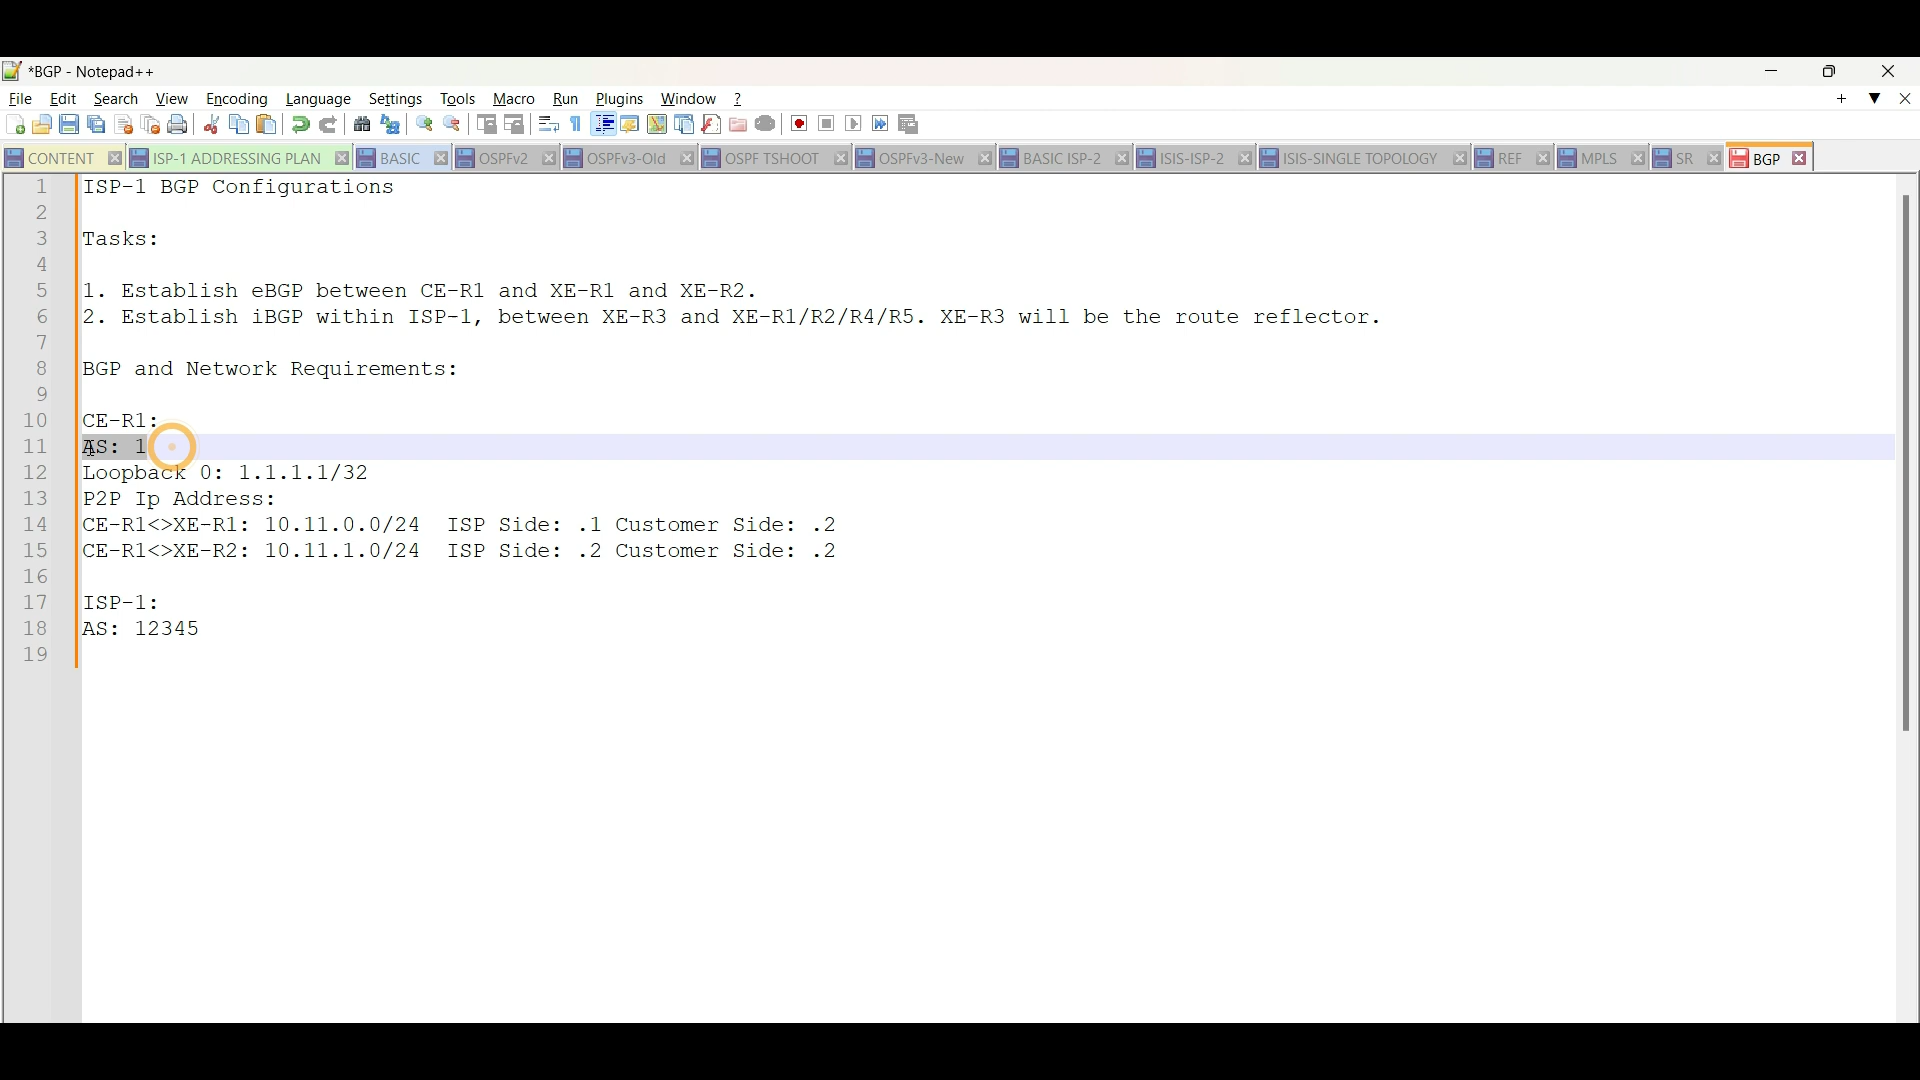 *BGP - Notepad++
File Edit Search View Encoding Language Settings Tools Macro Run Plugins Window ?
CONTENT ISP-1 ADDRESSING PLAN BASIC OSPFv2 OSPFv3-Old OSPF TSHOOT OSPFv3-New BASIC ISP-2 ISIS-ISP-2 ISIS-SINGLE TOPOLOGY REF MPLS SR BGP
1 ISP-1 BGP Configurations
2
3 Tasks:
4
5 1. Establish eBGP between CE-R1 and XE-R1 and XE-R2.
6 2. Establish iBGP within ISP-1, between XE-R3 and XE-R1/R2/R4/R5. XE-R3 will be the route reflector.
7
8 BGP and Network Requirements:
9
10 CE-R1:
11 AS: 1
12 Loopback 0: 1.1.1.1/32
13 P2P Ip Address:
14 CE-R1<>XE-R1: 10.11.0.0/24 ISP Side: .1 Customer Side: .2
15 CE-R1<>XE-R2: 10.11.1.0/24 ISP Side: .2 Customer Side: .2
16
17 ISP-1:
18 AS: 12345
19